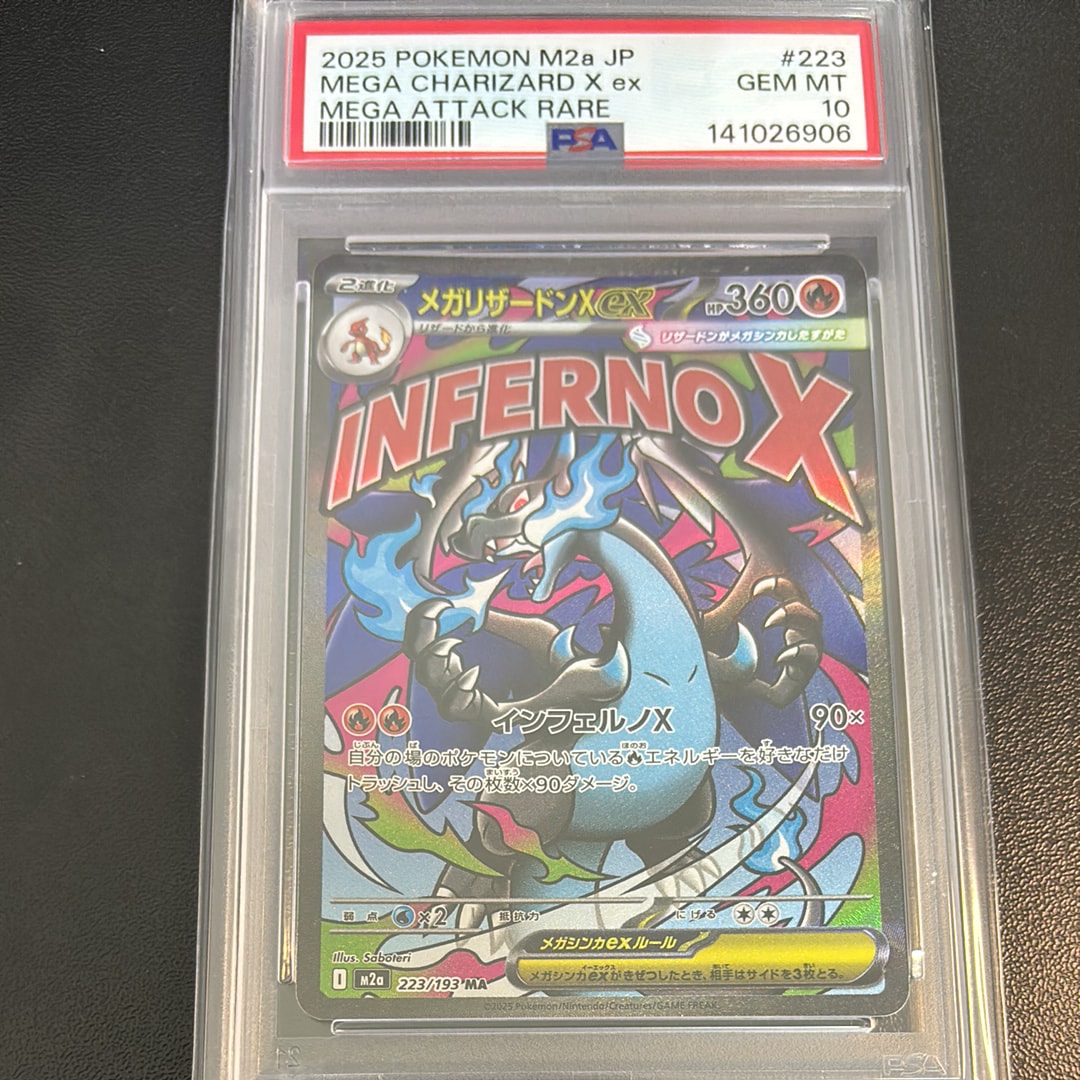 2025 POKEMON M2a JP #223
MEGA CHARIZARD X ex GEM MT
MEGA ATTACK RARE 10
PSA 141026906
2進化 メガリザードンXex HP360
リザードから進化 リザードンがメガシンカしたすがた
INFERNO X
インフェルノX 90×
自分の場のポケモンについているエネルギーを好きなだけ
トラッシュし、その枚数×90ダメージ。
弱点 ×2 抵抗力 にげる
メガシンカexルール
メガシンカexがきぜつしたとき、相手はサイドを3枚とる。
Illus. Saboteri
I M2a 223/193 MA
©2025 Pokémon/Nintendo/Creatures/GAME FREAK.
PSA